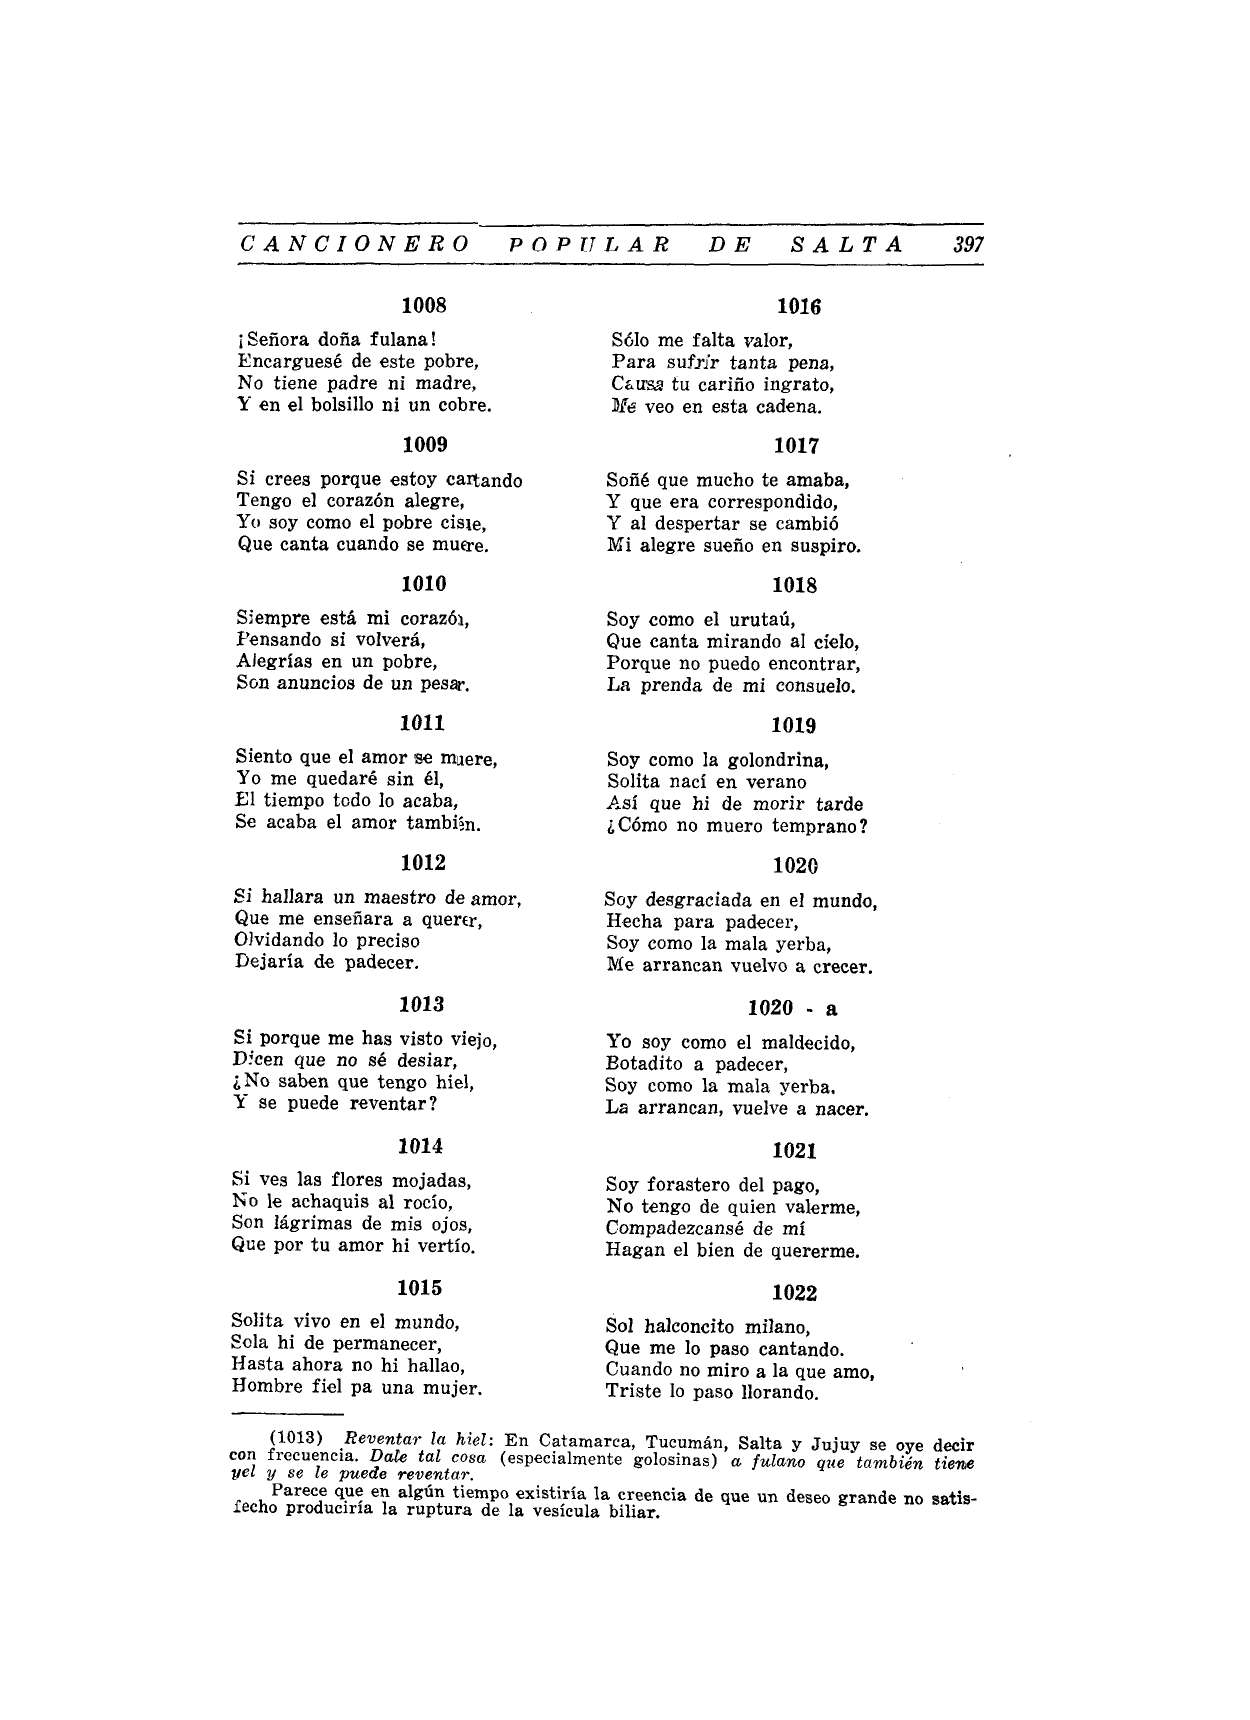 CANCIONERO POPULAR DE SALTA 397
1008
¡Señora doña fulana!
Encarguesé de este pobre,
No tiene padre ni madre,
Y en el bolsillo ni un cobre.
1009
Si crees porque estoy cantando
Tengo el corazón alegre,
Yo soy como el pobre cisne,
Que canta cuando se muere.
1010
Siempre está mi corazón,
Pensando si volverá,
Alegrías en un pobre,
Son anuncios de un pesar.
1011
Siento que el amor se muere,
Yo me quedaré sin él,
El tiempo todo lo acaba,
Se acaba el amor también.
1012
Si hallara un maestro de amor,
Que me enseñara a querer,
Olvidando lo preciso
Dejaría de padecer.
1013
Si porque me has visto viejo,
Dicen que no sé desiar,
¿No saben que tengo hiel,
Y se puede reventar?
1014
Si ves las flores mojadas,
No le achaquis al rocío,
Son lágrimas de mis ojos,
Que por tu amor hi vertío.
1015
Solita vivo en el mundo,
Sola hi de permanecer,
Hasta ahora no hi hallao,
Hombre fiel pa una mujer.
1016
Sólo me falta valor,
Para sufrir tanta pena,
Causa tu cariño ingrato,
Me veo en esta cadena.
1017
Soñé que mucho te amaba,
Y que era correspondido,
Y al despertar se cambió
Mi alegre sueño en suspiro.
1018
Soy como el urutaú,
Que canta mirando al cielo,
Porque no puedo encontrar,
La prenda de mi consuelo.
1019
Soy como la golondrina,
Solita nací en verano
Así que hi de morir tarde
¿Cómo no muero temprano?
1020
Soy desgraciada en el mundo,
Hecha para padecer,
Soy como la mala yerba,
Me arrancan vuelvo a crecer.
1020 - a
Yo soy como el maldecido,
Botadito a padecer,
Soy como la mala yerba.
La arrancan, vuelve a nacer.
1021
Soy forastero del pago,
No tengo de quien valerme,
Compadezcansé de mí
Hagan el bien de quererme.
1022
Sol halconcito milano,
Que me lo paso cantando.
Cuando no miro a la que amo,
Triste lo paso llorando.
(1013) Reventar la hiel: En Catamarca, Tucumán, Salta y Jujuy se oye decir
con frecuencia. Dale tal cosa (especialmente golosinas) a fulano que también tiene
yel y se le puede reventar.
Parece que en algún tiempo existiría la creencia de que un deseo grande no satis-
fecho produciría la ruptura de la vesícula biliar.